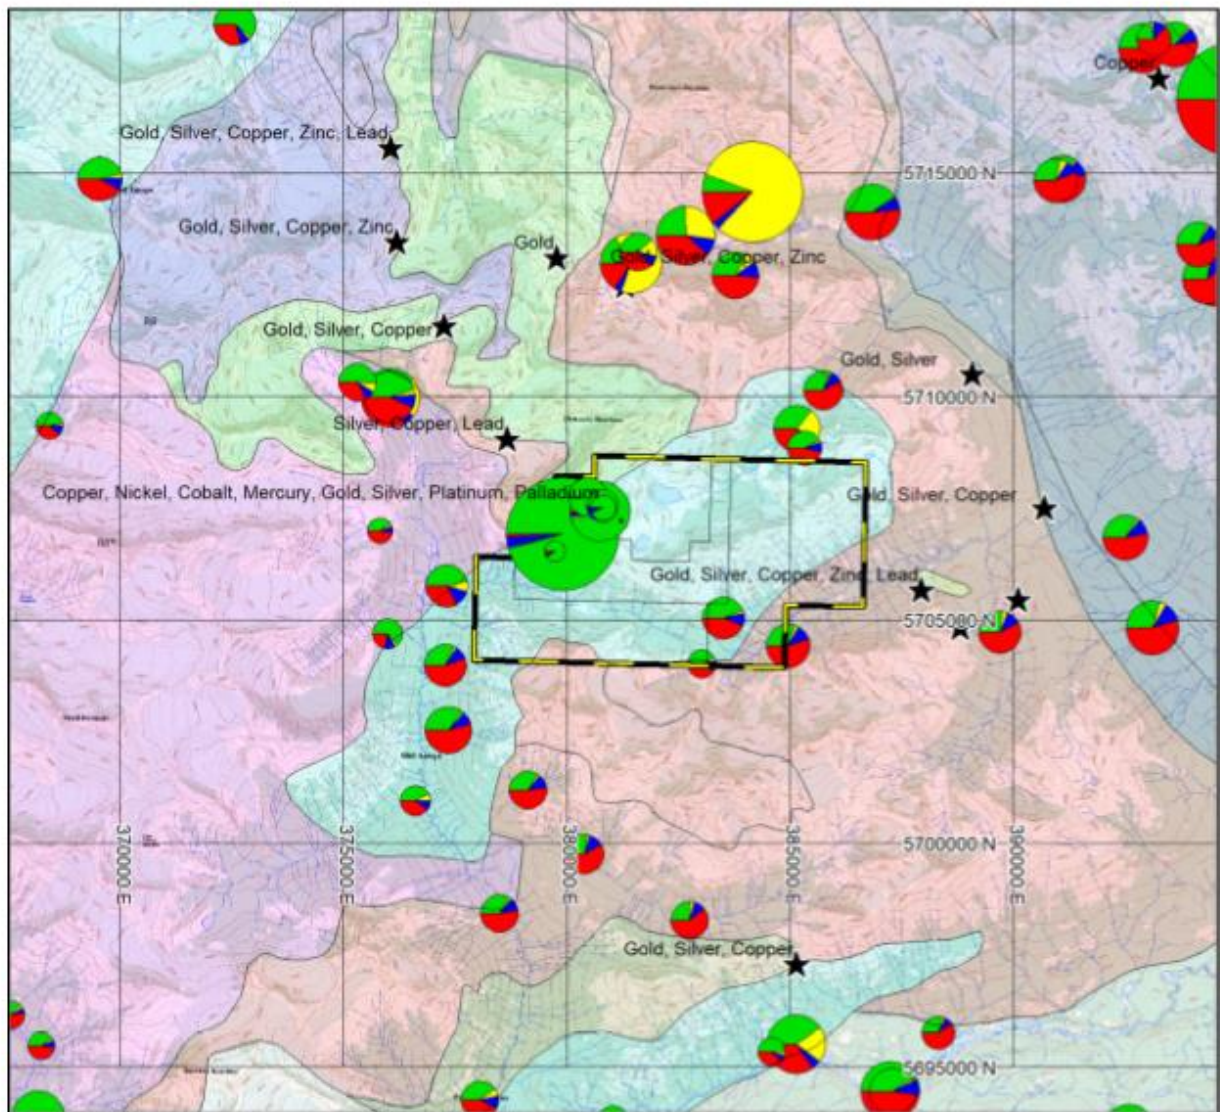 Copper
Gold, Silver, Copper, Zinc, Lead
5715000 N
Gold, Silver, Copper, Zinc
Gold
Gold, Silver, Copper, Zinc
Gold, Silver, Copper
Gold, Silver
5710000 N
Silver, Copper, Lead
Copper, Nickel, Cobalt, Mercury, Gold, Silver, Platinum, Palladium
Gold, Silver, Copper
Gold, Silver, Copper, Zinc, Lead
5705000 N
370000 E
375000 E
380000 E
385000 E
390000 E
5700000 N
Gold, Silver, Copper
5695000 N